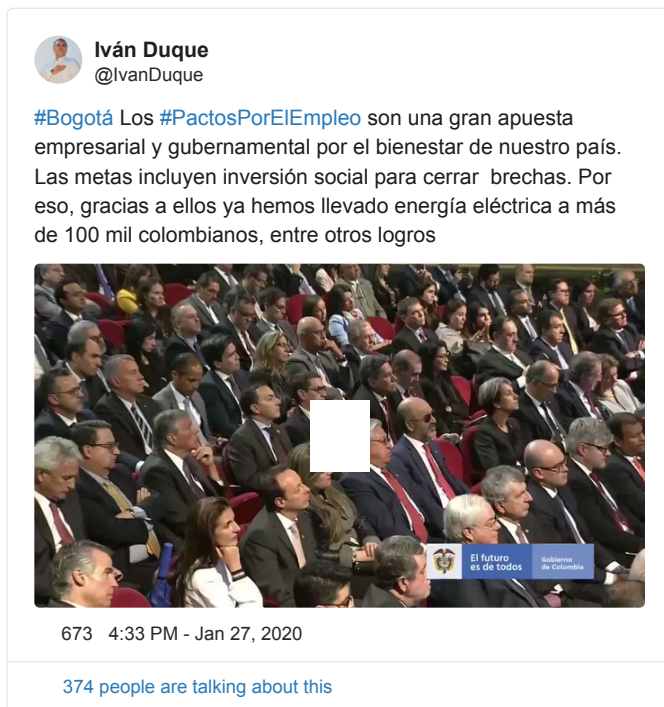 Iván Duque
@IvanDuque
#Bogotá Los #PactosPorElEmpleo son una gran apuesta
empresarial y gubernamental por el bienestar de nuestro país.
Las metas incluyen inversión social para cerrar  brechas. Por
eso, gracias a ellos ya hemos llevado energía eléctrica a más
de 100 mil colombianos, entre otros logros
El futuro
es de todos
Gobierno
de Colombia
673 4:33 PM - Jan 27, 2020
374 people are talking about this